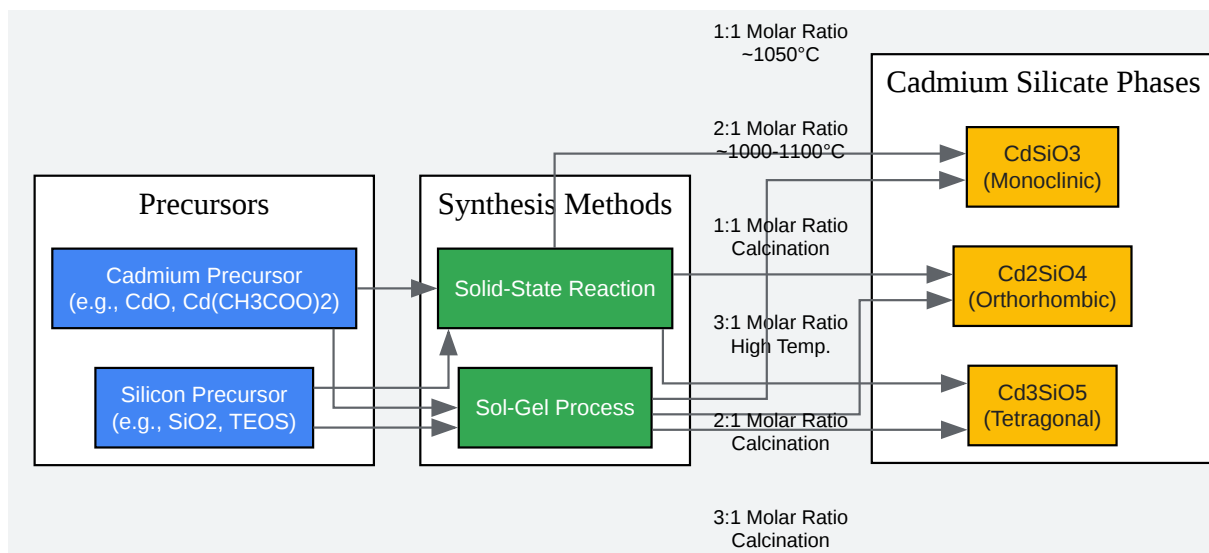 Precursors
Cadmium Precursor
(e.g., CdO, Cd(CH3COO)2)
Silicon Precursor
(e.g., SiO2, TEOS)
Synthesis Methods
Solid-State Reaction
Sol-Gel Process
1:1 Molar Ratio
~1050°C
2:1 Molar Ratio
~1000-1100°C
1:1 Molar Ratio
Calcination
3:1 Molar Ratio
High Temp.
2:1 Molar Ratio
Calcination
3:1 Molar Ratio
Calcination
Cadmium Silicate Phases
CdSiO3
(Monoclinic)
Cd2SiO4
(Orthorhombic)
Cd3SiO5
(Tetragonal)